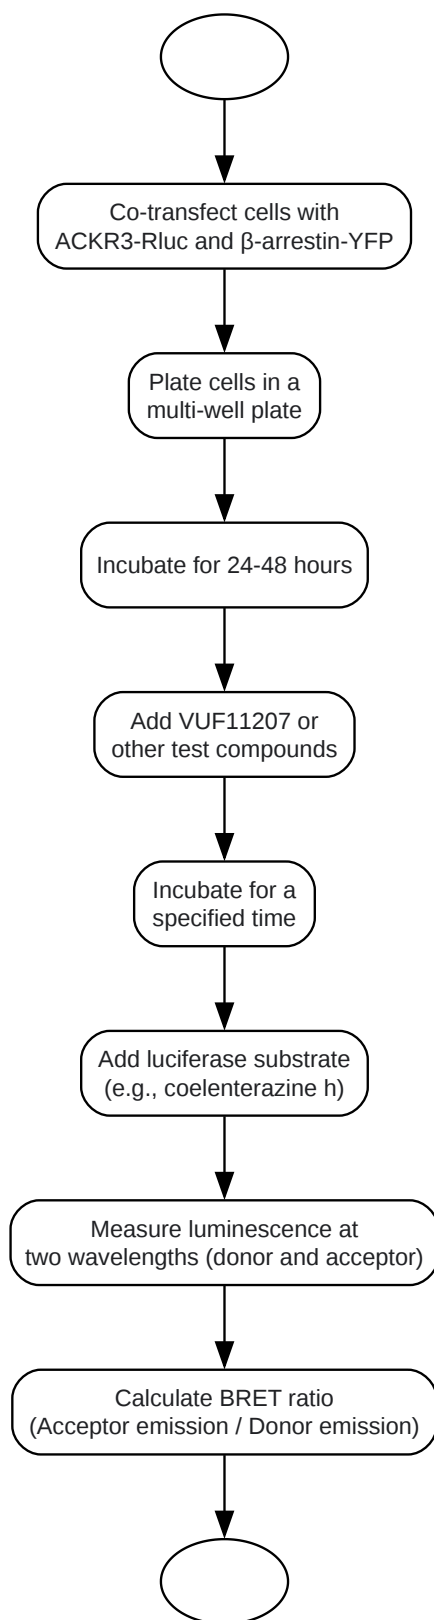 Co-transfect cells with
ACKR3-Rluc and β-arrestin-YFP
Plate cells in a
multi-well plate
Incubate for 24-48 hours
Add VUF11207 or
other test compounds
Incubate for a
specified time
Add luciferase substrate
(e.g., coelenterazine h)
Measure luminescence at
two wavelengths (donor and acceptor)
Calculate BRET ratio
(Acceptor emission / Donor emission)